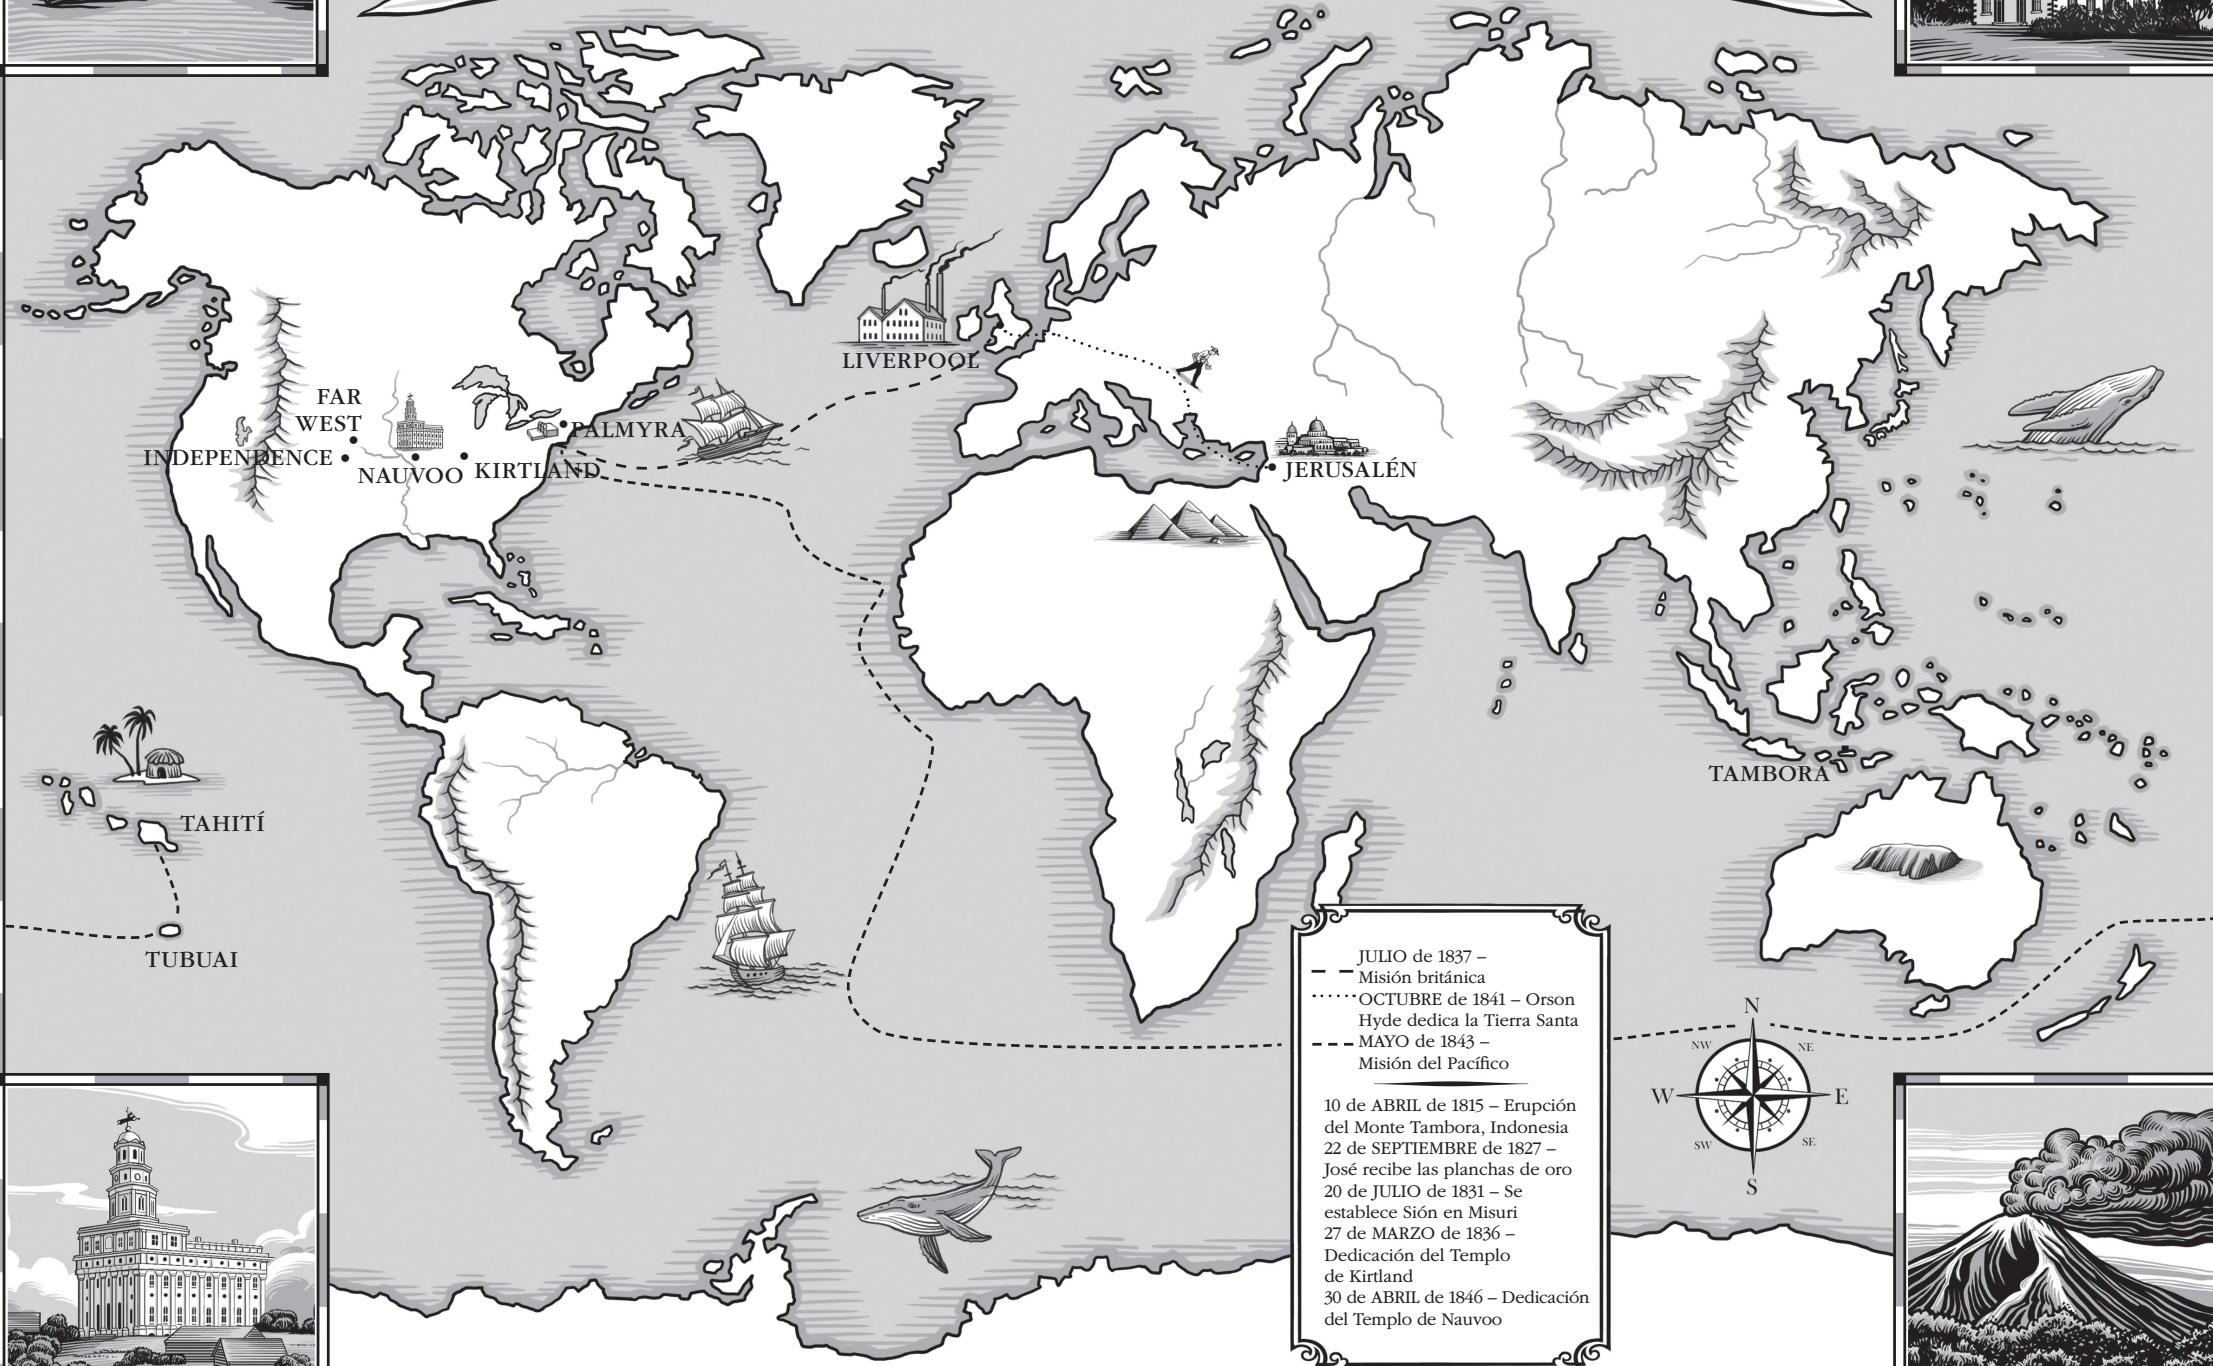 LIVERPOOL
FAR
WEST
PALMYRA
INDEPENDENCE
NAUVOO
KIRTLAND
JERUSALÉN
TAMBORA
TAHITÍ
TUBUAI
JULIO de 1837 –
Misión británica
OCTUBRE de 1841 – Orson
Hyde dedica la Tierra Santa
MAYO de 1843 –
Misión del Pacífico
10 de ABRIL de 1815 – Erupción
del Monte Tambora, Indonesia
22 de SEPTIEMBRE de 1827 –
José recibe las planchas de oro
20 de JULIO de 1831 – Se
establece Sión en Misuri
27 de MARZO de 1836 –
Dedicación del Templo
de Kirtland
30 de ABRIL de 1846 – Dedicación
del Templo de Nauvoo
N
NW
NE
W
E
SW
SE
S